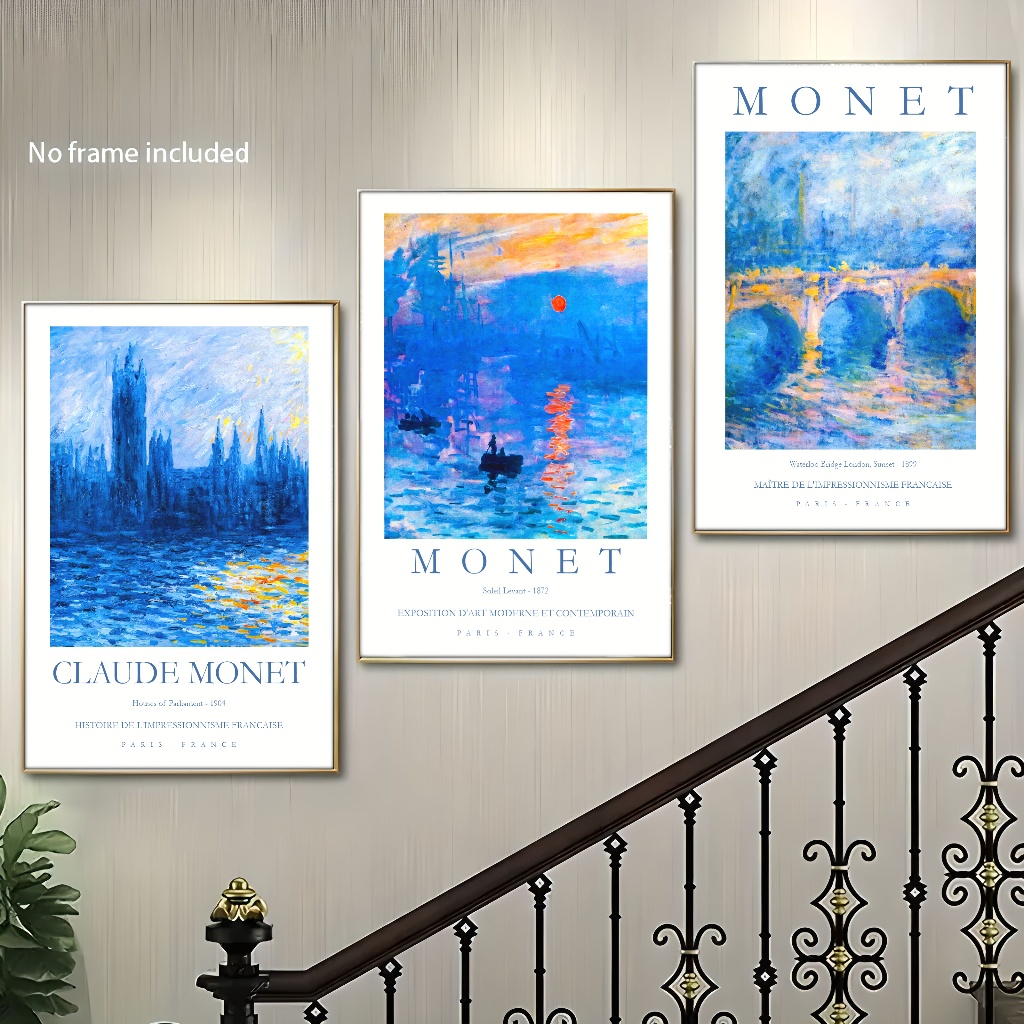 No frame included
CLAUDE MONET
Houses of Parliament - 1904
HISTOIRE DE L'IMPRESSIONNISME FRANCAISE
PARIS FRANCE
MONET
Soleil Levant - 1872
EXPOSITION D'ART MODERNE ET CONTEMPORAIN
PARIS - FRANCE
MONET
Waterloo Bridge London, Sunset - 1899
MAÎTRE DE L'IMPRESSIONNISME FRANCAISE
PARIS - FRANCE